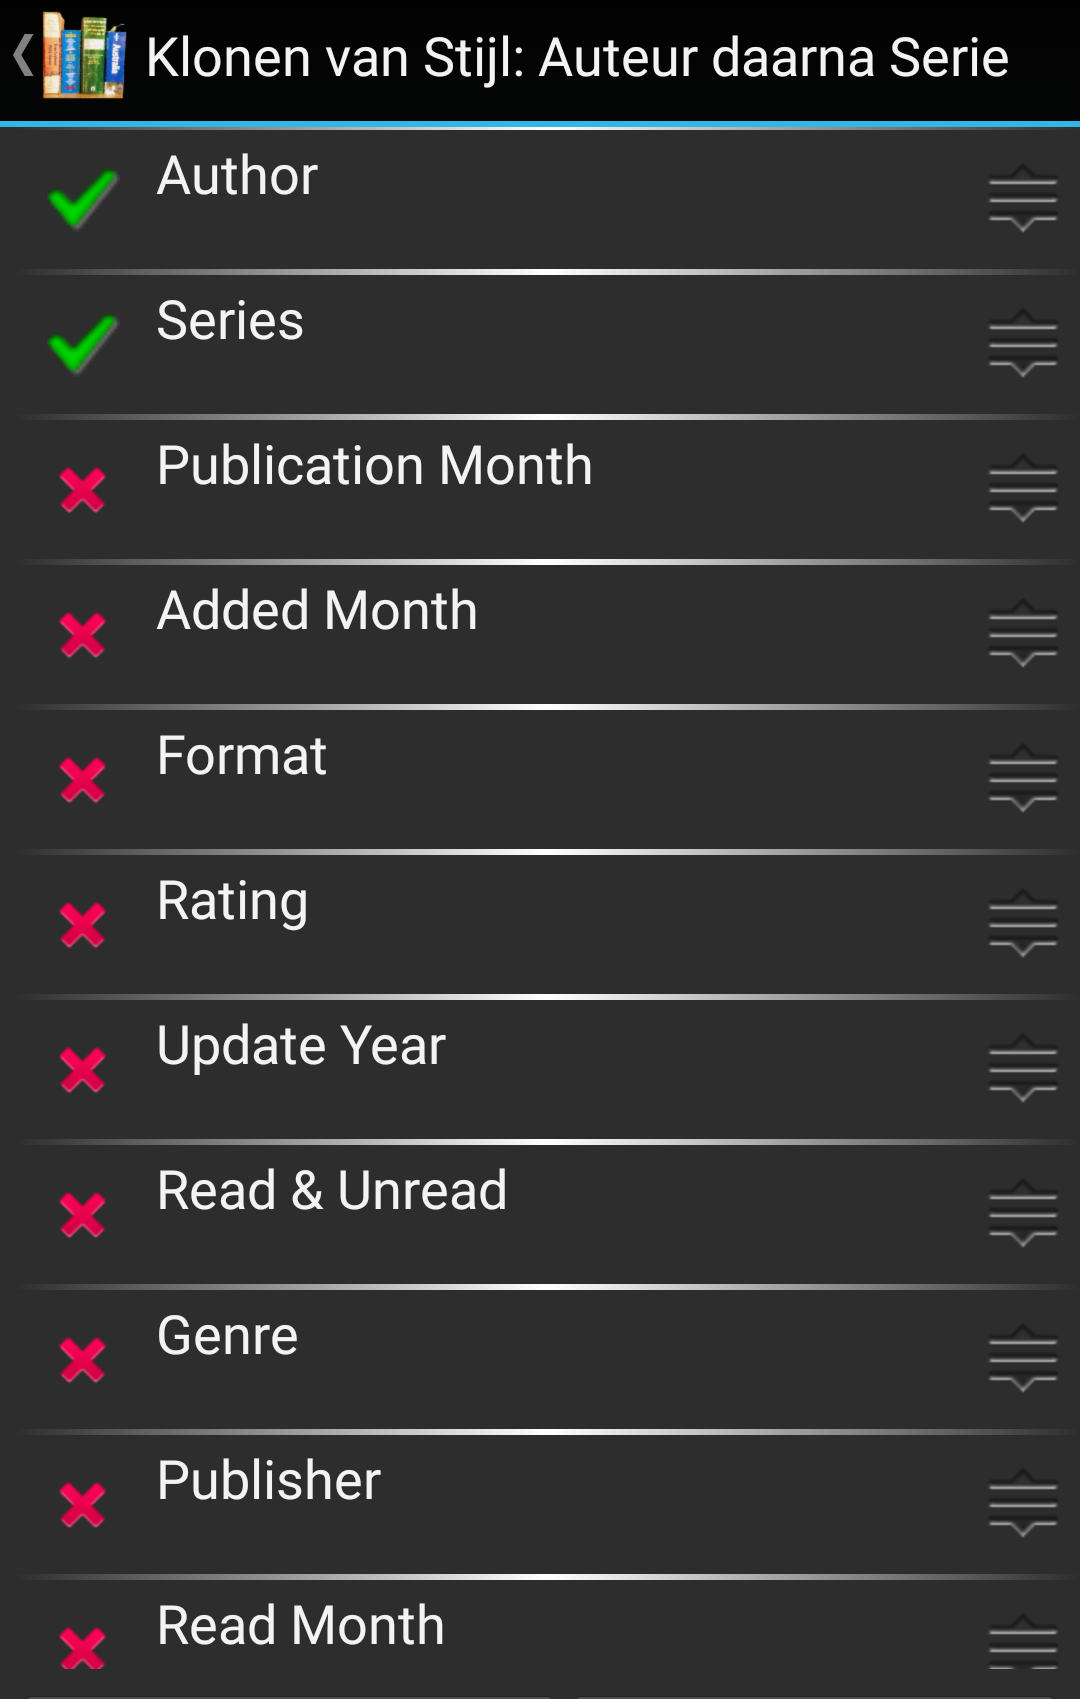 Klonen van Stijl: Auteur daarna Serie
Author
Series
Publication Month
Added Month
Format
Rating
Update Year
Read & Unread
Genre
Publisher
Read Month